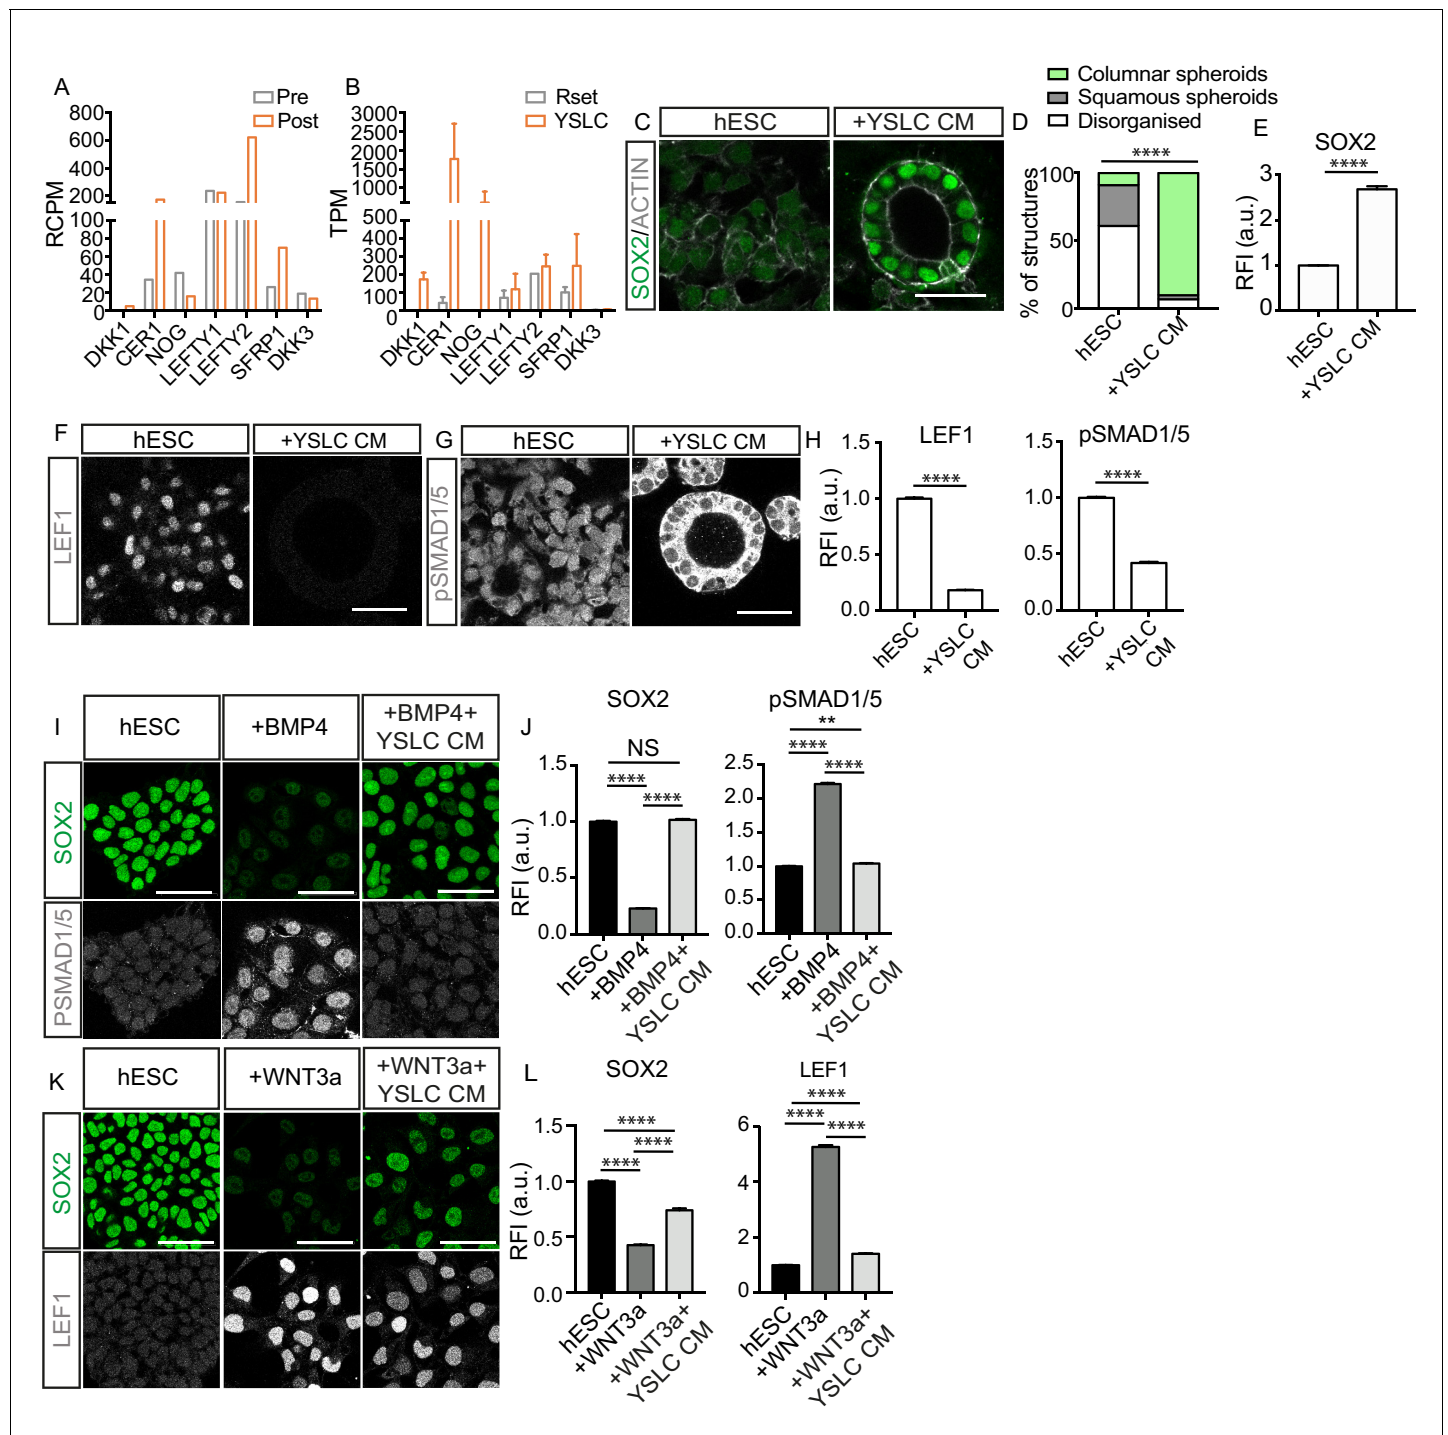 A
Pre
Post
RCPM
800
600
400
200
100
80
60
40
20
0
DKK1
CER1
NOG
LEFTY1
LEFTY2
SFRP1
DKK3
B
Rset
YSLC
TPM
3000
2500
2000
1500
1000
500
400
300
200
100
0
DKK1
CER1
NOG
LEFTY1
LEFTY2
SFRP1
DKK3
C
hESC
+YSLC CM
SOX2/ACTIN
Columnar spheroids
Squamous spheroids
Disorganised
D
****
% of structures
100
50
0
hESC
+YSLC CM
E
SOX2
****
RFI (a.u.)
3
2
1
0
hESC
+YSLC CM
F
hESC
+YSLC CM
LEF1
G
hESC
+YSLC CM
pSMAD1/5
H
LEF1
****
RFI (a.u.)
1.5
1.0
0.5
0.0
hESC
+YSLC
CM
pSMAD1/5
****
1.5
1.0
0.5
0.0
hESC
+YSLC
CM
I
hESC
+BMP4
+BMP4+
YSLC CM
SOX2
PSMAD1/5
J
SOX2
NS
****
****
RFI (a.u.)
1.5
1.0
0.5
0.0
hESC
+BMP4
+BMP4+
YSLC CM
pSMAD1/5
**
****
****
2.5
2.0
1.5
1.0
0.5
0.0
hESC
+BMP4
+BMP4+
YSLC CM
K
hESC
+WNT3a
+WNT3a+
YSLC CM
SOX2
LEF1
L
SOX2
****
****
****
RFI (a.u.)
1.5
1.0
0.5
0.0
hESC
+WNT3a
+WNT3a+
YSLC CM
LEF1
****
****
****
6
4
2
0
hESC
+WNT3a
+WNT3a+
YSLC CM